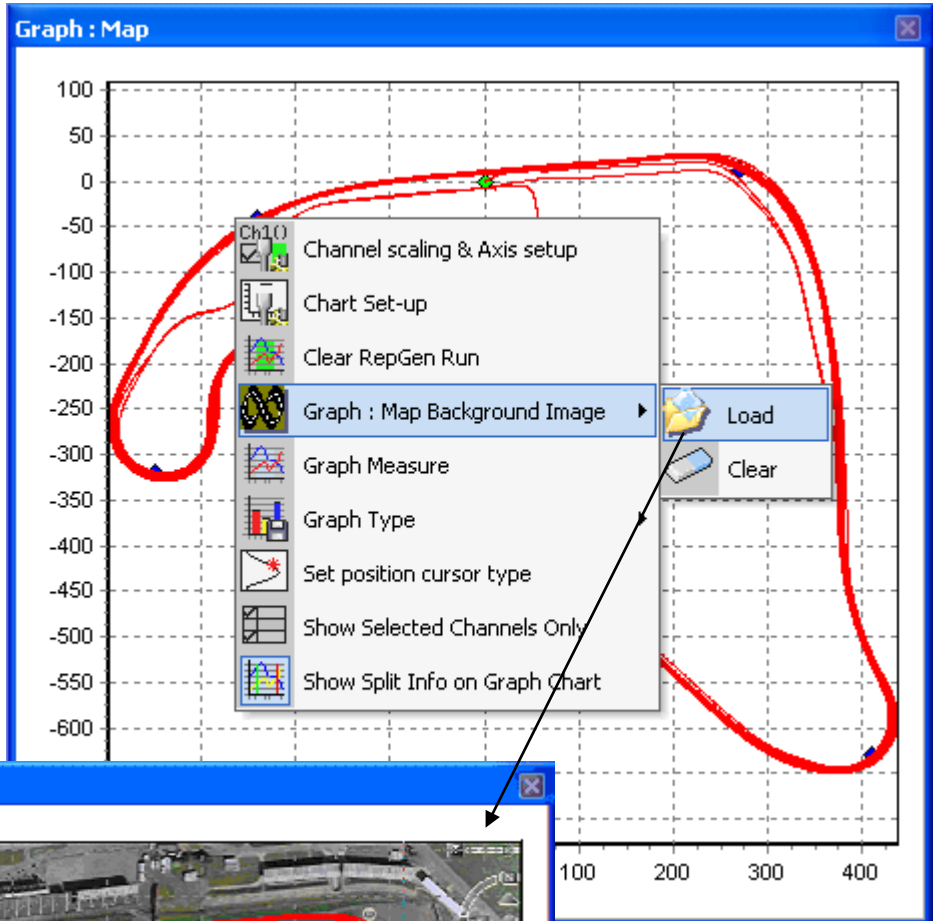 Graph : Map
100
50
0
-50
-100
-150
-200
-250
-300
-350
-400
-450
-500
-550
-600
Ch1()
Channel scaling & Axis setup
Chart Set-up
Clear RepGen Run
Graph : Map Background Image
Load
Clear
Graph Measure
Graph Type
Set position cursor type
Show Selected Channels Only
Show Split Info on Graph Chart
100
200
300
400
N